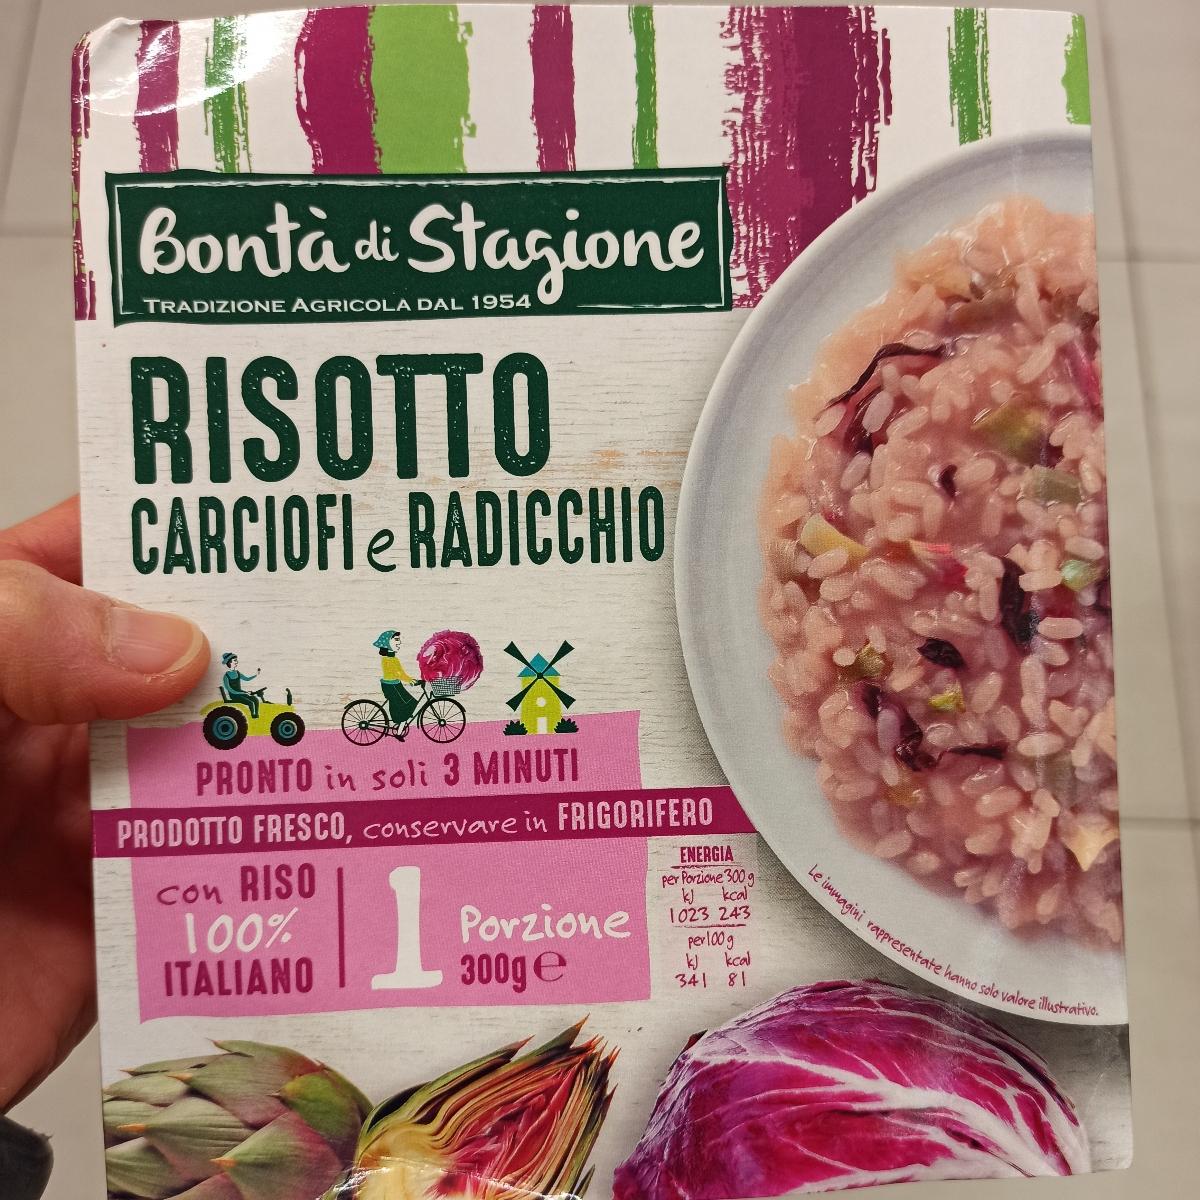 Bontà di Stagione
TRADIZIONE AGRICOLA DAL 1954
RISOTTO
CARCIOFI e RADICCHIO
PRONTO in soli 3 MINUTI
PRODOTTO FRESCO, conservare in FRIGORIFERO
con RISO
100%
ITALIANO
1 Porzione
300g ℮
ENERGIA
per Porzione 300 g
kJ kcal
1023 243
per 100 g
kJ kcal
341 81
Le immagini rappresentate hanno solo valore illustrativo.